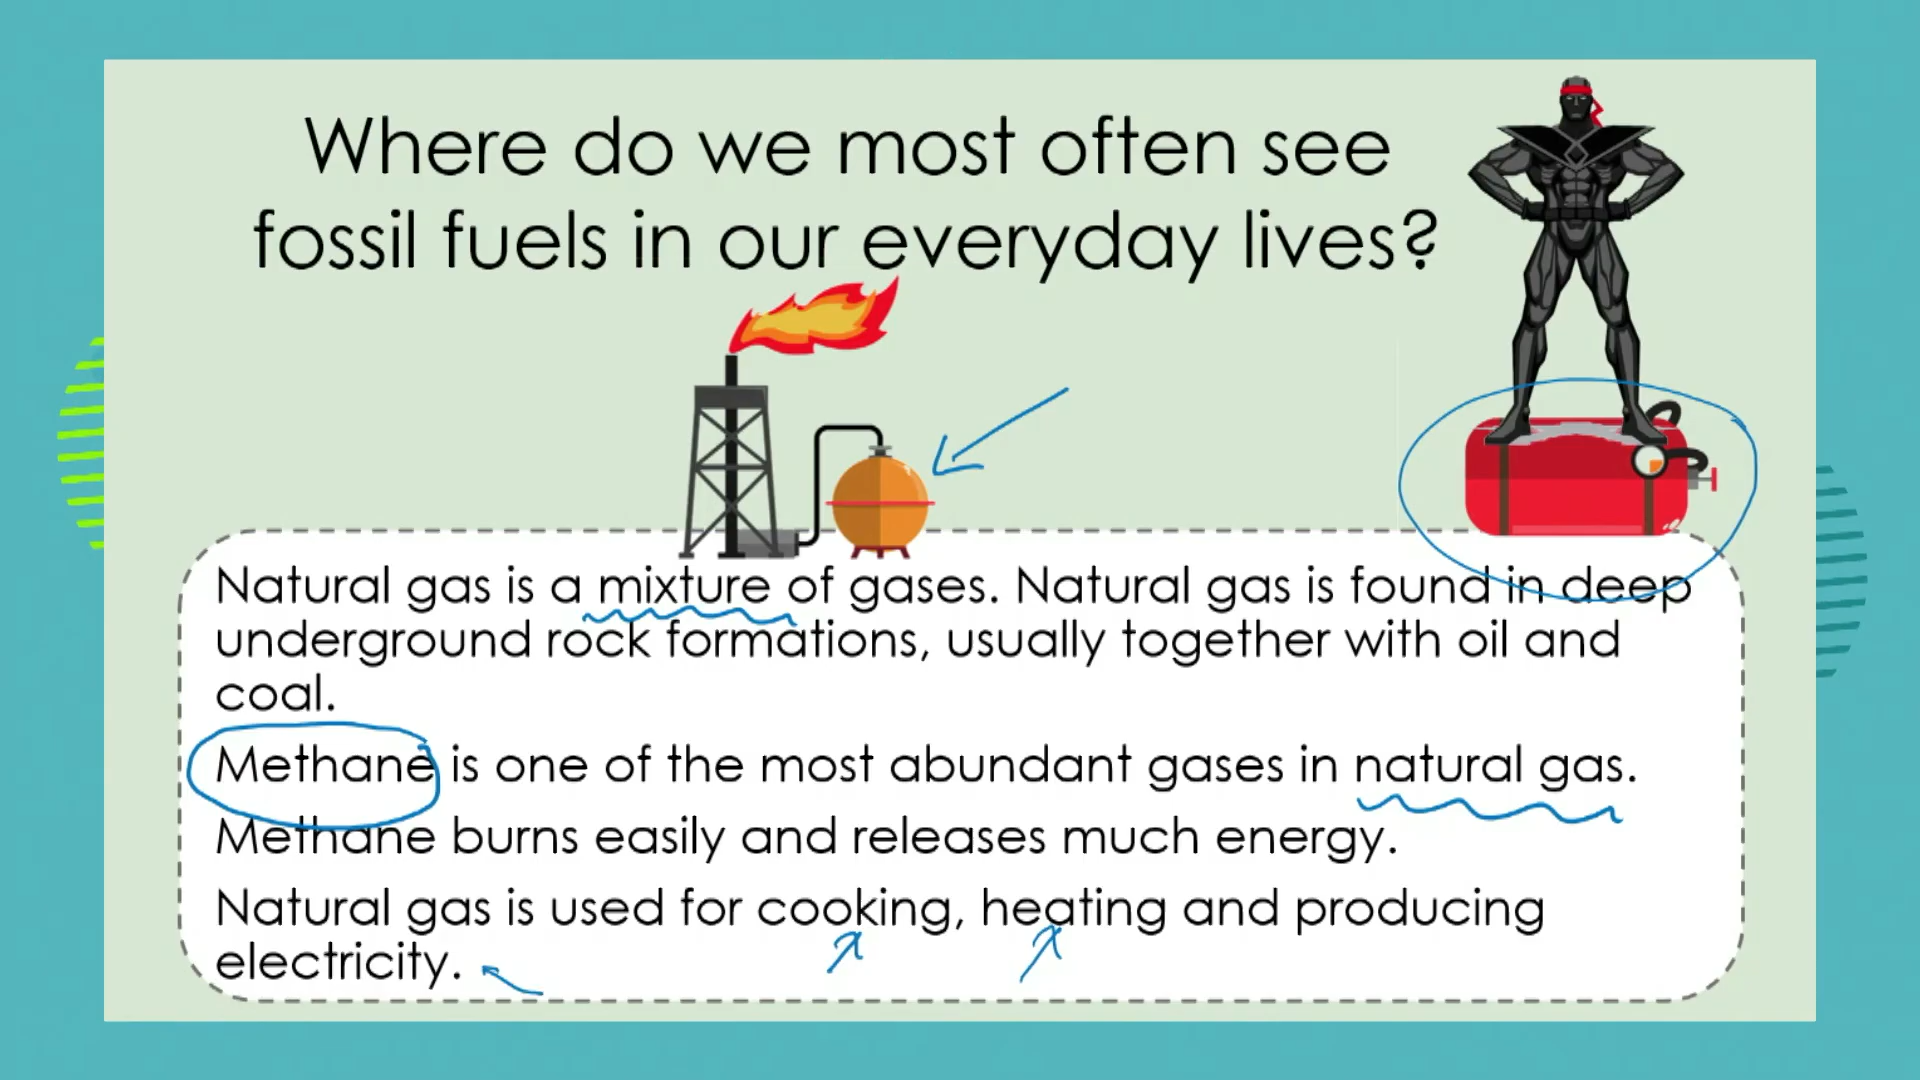 Where do we most often see
fossil fuels in our everyday lives?
Natural gas is a mixture of gases. Natural gas is found in deep
underground rock formations, usually together with oil and
coal.
Methane is one of the most abundant gases in natural gas.
Methane burns easily and releases much energy.
Natural gas is used for cooking, heating and producing
electricity.